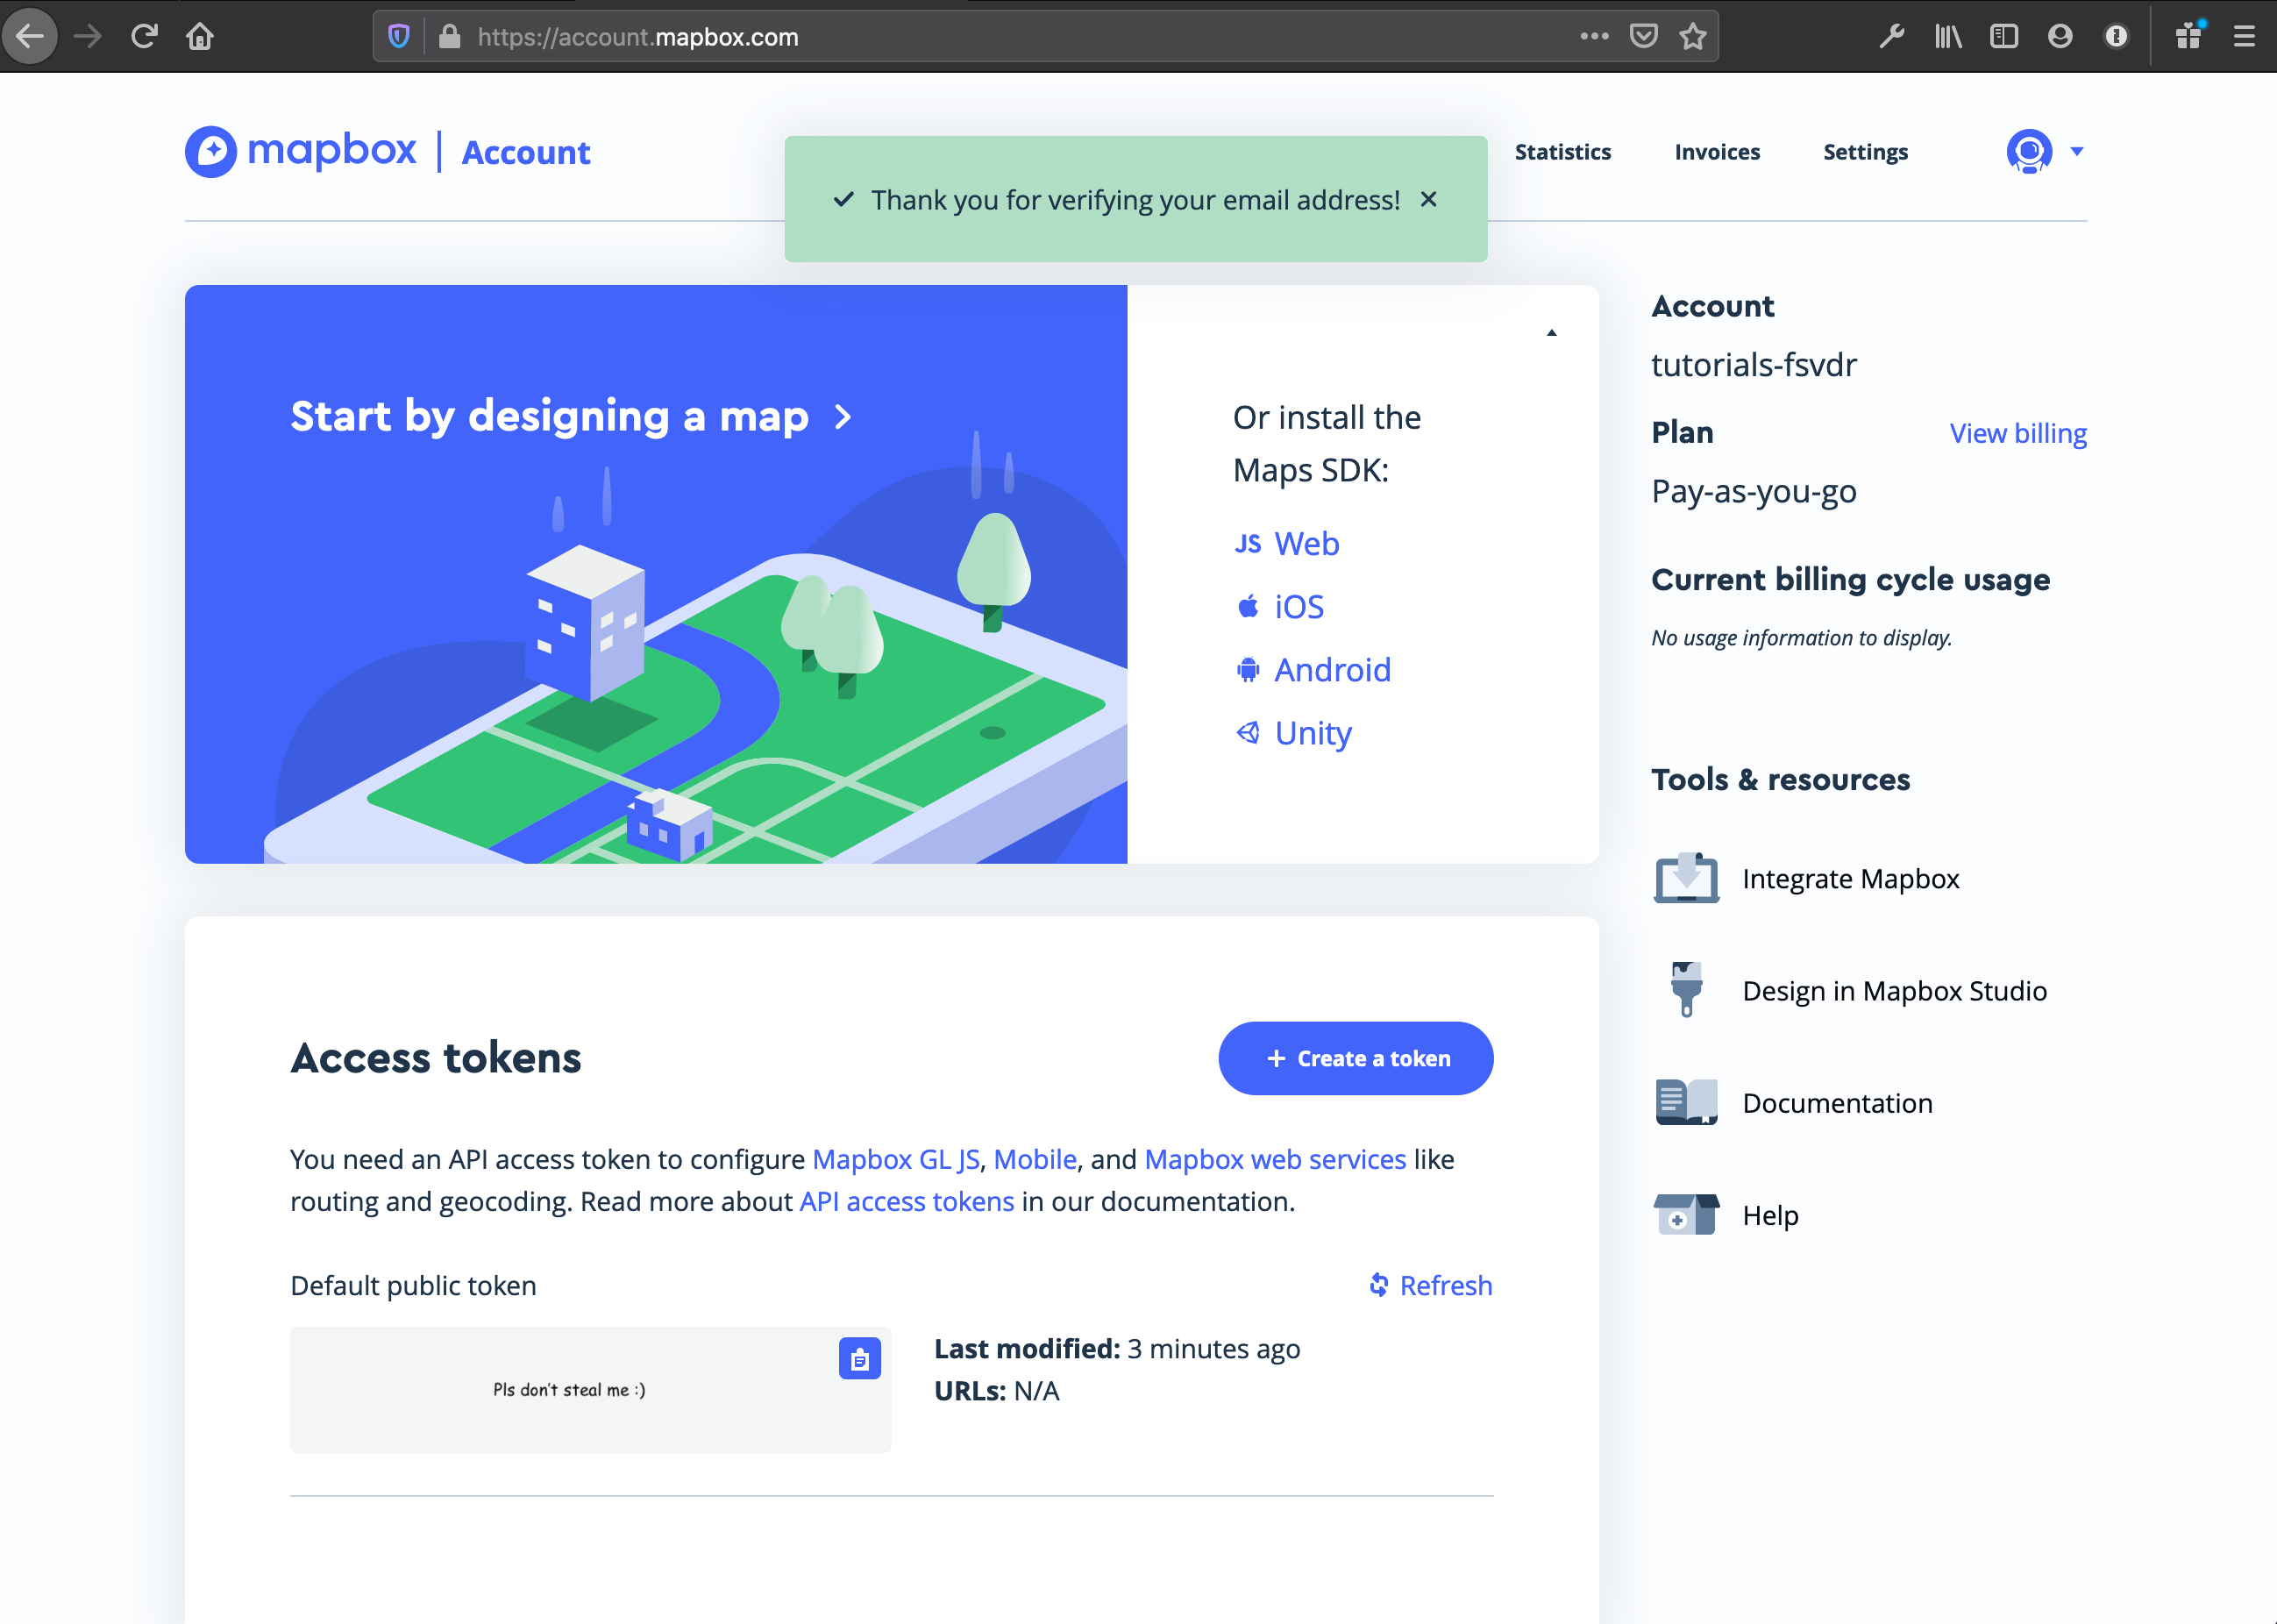 https://account.mapbox.com
mapbox | Account
Statistics
Invoices
Settings
Thank you for verifying your email address!
Start by designing a map
Or install the
Maps SDK:
JS Web
iOS
Android
Unity
Account
tutorials-fsvdr
Plan
View billing
Pay-as-you-go
Current billing cycle usage
No usage information to display.
Tools & resources
Integrate Mapbox
Design in Mapbox Studio
Documentation
Help
Access tokens
+ Create a token
You need an API access token to configure Mapbox GL JS, Mobile, and Mapbox web services like
routing and geocoding. Read more about API access tokens in our documentation.
Default public token
Refresh
Pls don't steal me :)
Last modified: 3 minutes ago
URLs: N/A